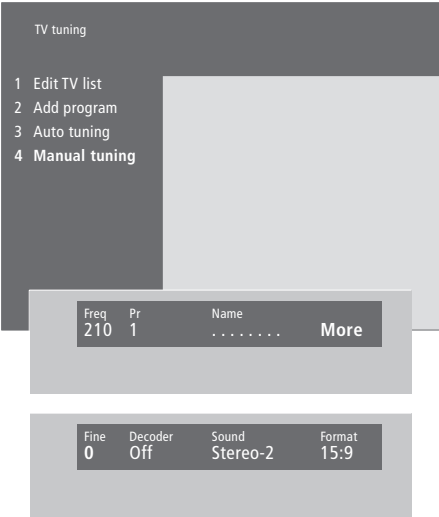 TV tuning
1 Edit TV list
2 Add program
3 Auto tuning
4 Manual tuning
Freq Pr Name
210 1 . . . . . . . . More
Fine Decoder Sound Format
0 Off Stereo-2 15:9